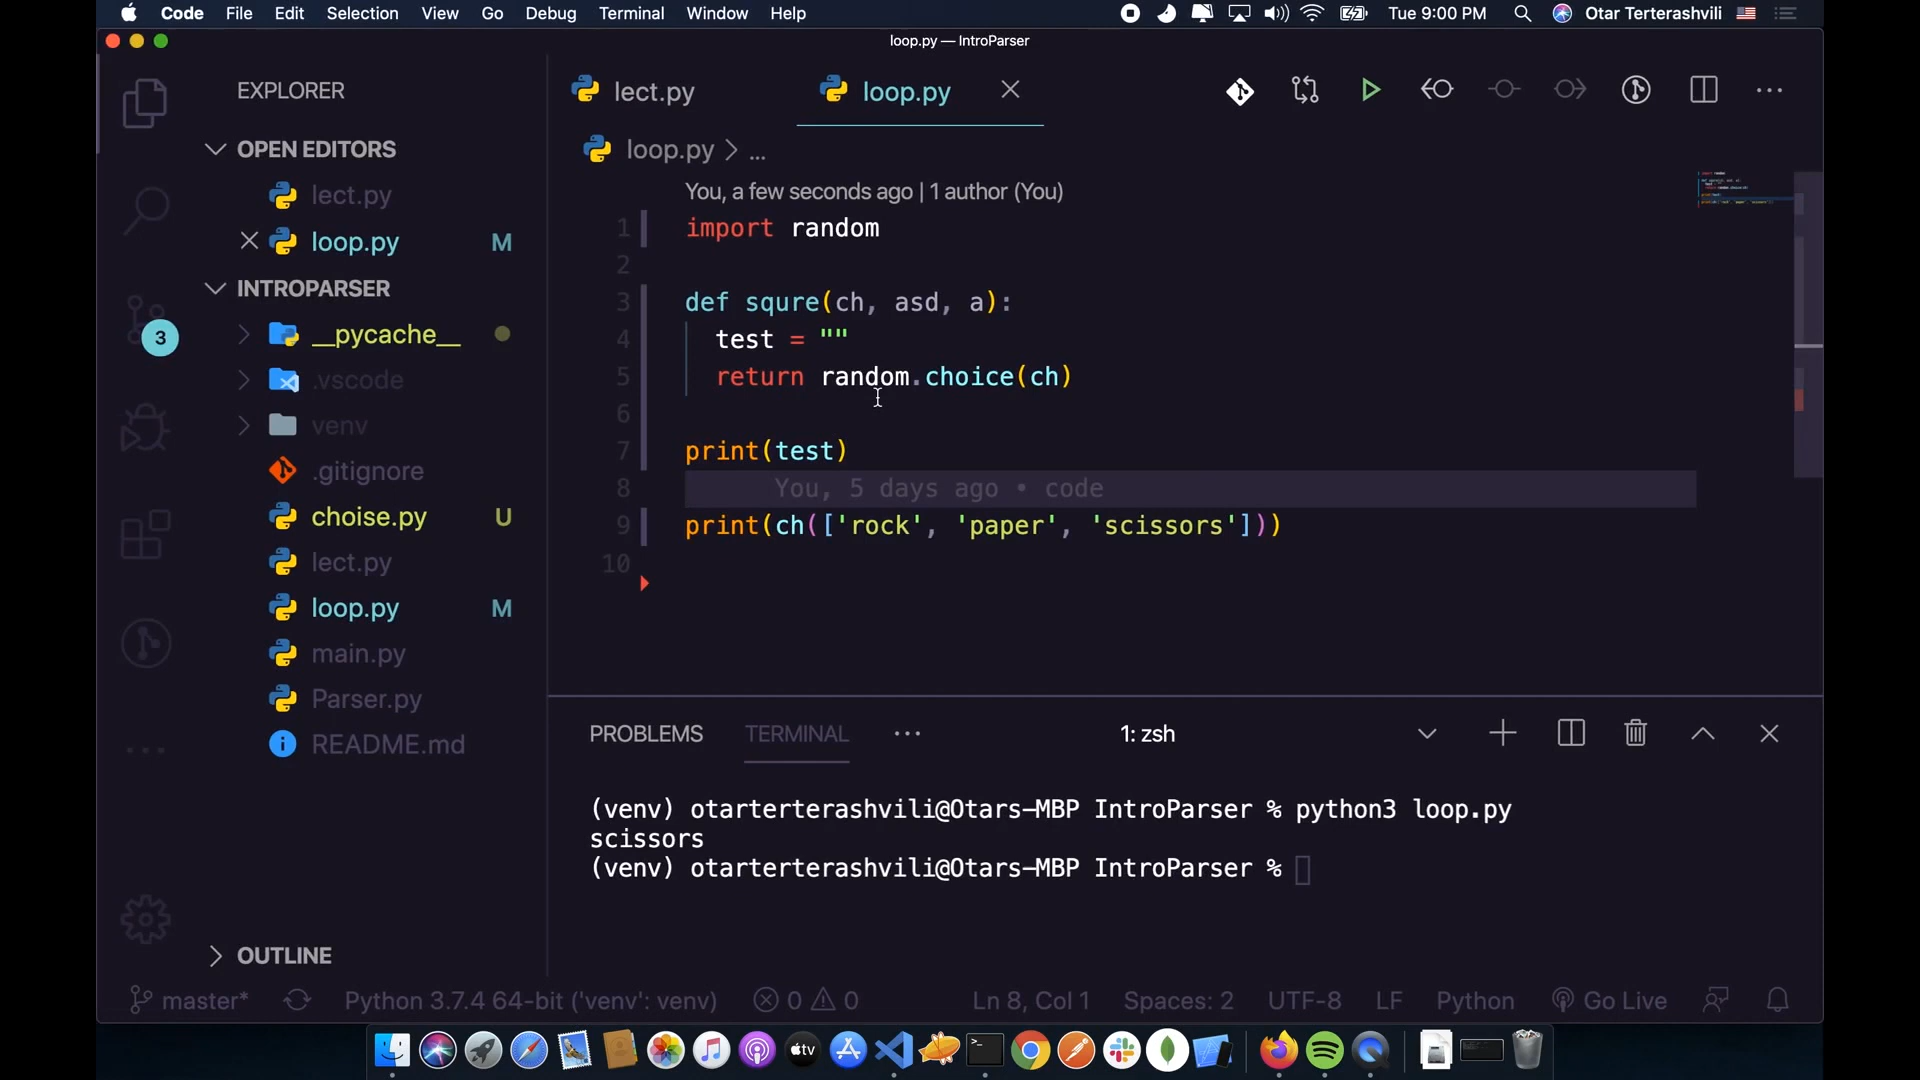 Code File Edit Selection View Go Debug Terminal Window Help Tue 9:00 PM Otar Terterashvili
loop.py — IntroParser
EXPLORER
OPEN EDITORS
lect.py
loop.py M
INTROPARSER
__pycache__
.vscode
venv
.gitignore
choise.py U
lect.py
loop.py M
main.py
Parser.py
README.md
OUTLINE
3
lect.py loop.py
loop.py > ...
You, a few seconds ago | 1 author (You)
1 import random
2
3 def squre(ch, asd, a):
4 test = ""
5 return random.choice(ch)
6
7 print(test)
8 You, 5 days ago • code
9 print(ch(['rock', 'paper', 'scissors']))
10
PROBLEMS TERMINAL ... 1: zsh
(venv) otarterterashvili@Otars-MBP IntroParser % python3 loop.py
scissors
(venv) otarterterashvili@Otars-MBP IntroParser %
master* Python 3.7.4 64-bit ('venv': venv) 0 0 Ln 8, Col 1 Spaces: 2 UTF-8 LF Python Go Live
tv